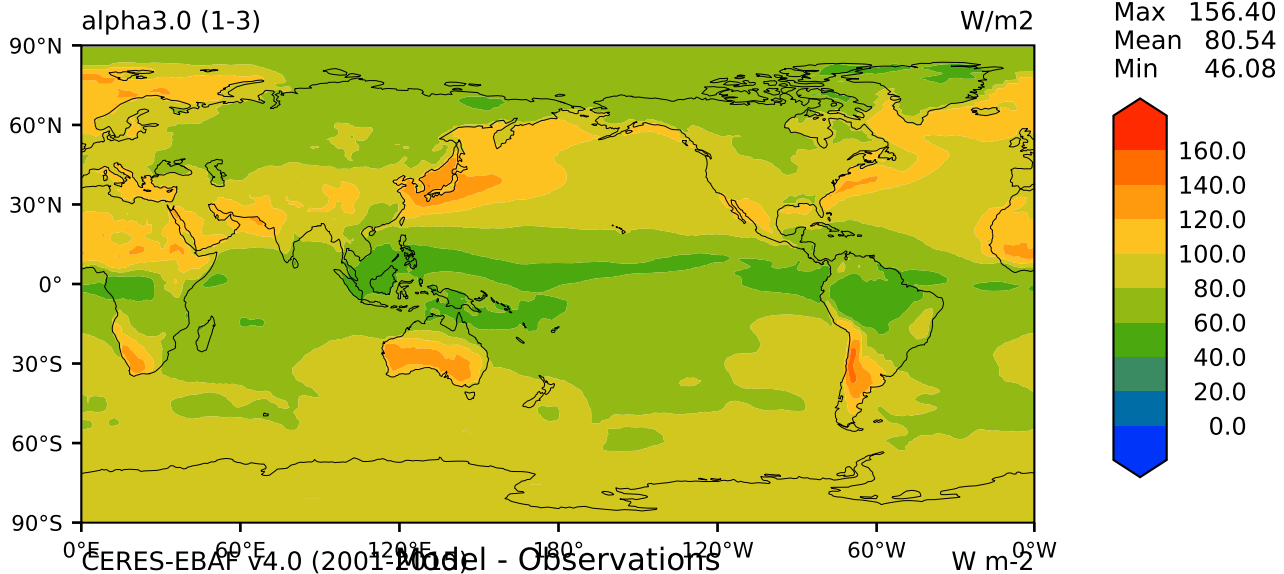 alpha3.0 (1-3) W/m2
Max 156.40
Mean 80.54
Min 46.08
90°N
60°N
30°N
0°
30°S
60°S
90°S
160.0
140.0
120.0
100.0
80.0
60.0
40.0
20.0
0.0
0°E 60°E 120°E 180° 120°W 60°W 0°W
CERES-EBAF v4.0 (2001-2015) Model - Observations W m-2